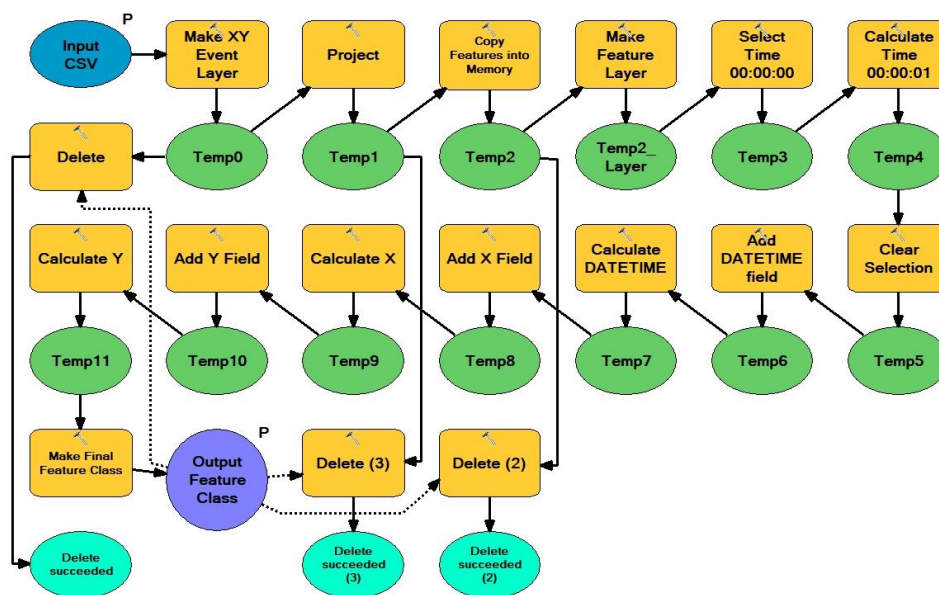 P
Input
CSV
Make XY
Event
Layer
Project
Copy
Features into
Memory
Make
Feature
Layer
Select
Time
00:00:00
Calculate
Time
00:00:01
Delete
Temp0
Temp1
Temp2
Temp2_
Layer
Temp3
Temp4
Calculate Y
Add Y Field
Calculate X
Add X Field
Calculate
DATETIME
Add
DATETIME
field
Clear
Selection
Temp11
Temp10
Temp9
Temp8
Temp7
Temp6
Temp5
Make Final
Feature Class
P
Output
Feature
Class
Delete (3)
Delete (2)
Delete
succeeded
Delete
succeeded
(3)
Delete
succeeded
(2)